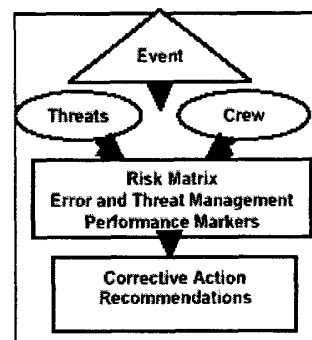 Event
Threats
Crew
Risk Matrix
Error and Threat Management
Performance Markers
Corrective Action
Recommendations